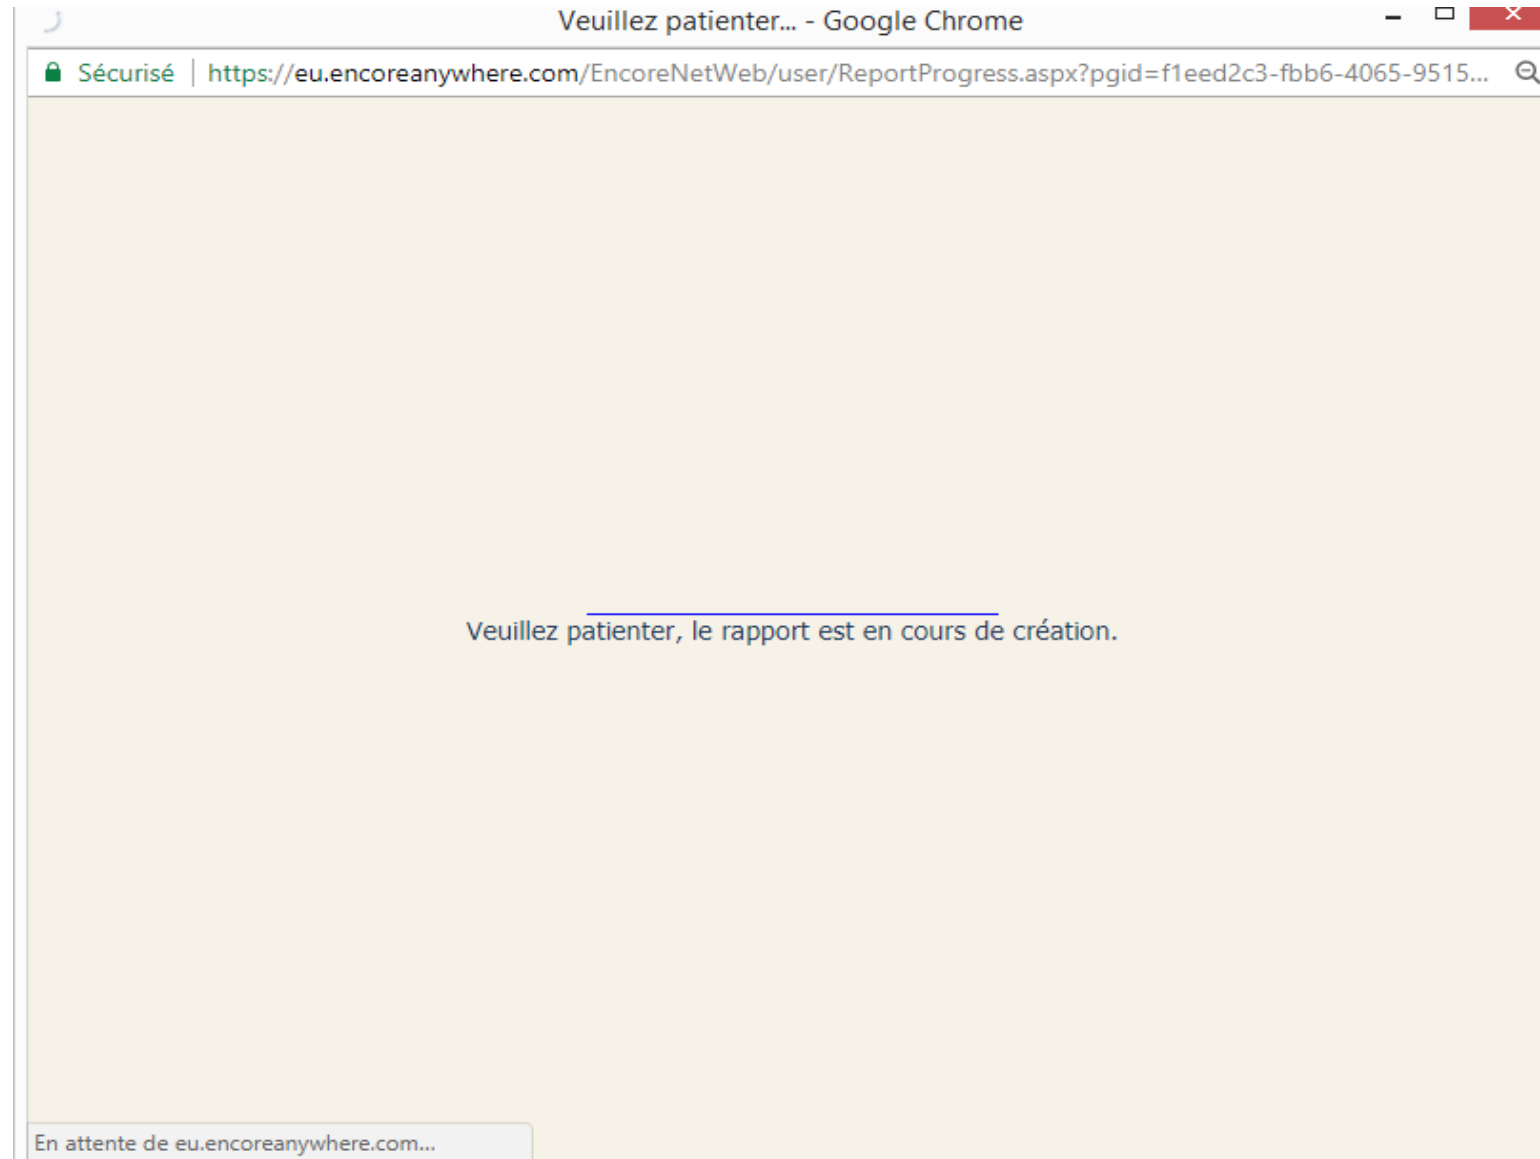 Veuillez patienter... - Google Chrome
Sécurisé | https://eu.encoreanywhere.com/EncoreNetWeb/user/ReportProgress.aspx?pgid=f1eed2c3-fbb6-4065-9515...
Veuillez patienter, le rapport est en cours de création.
En attente de eu.encoreanywhere.com...